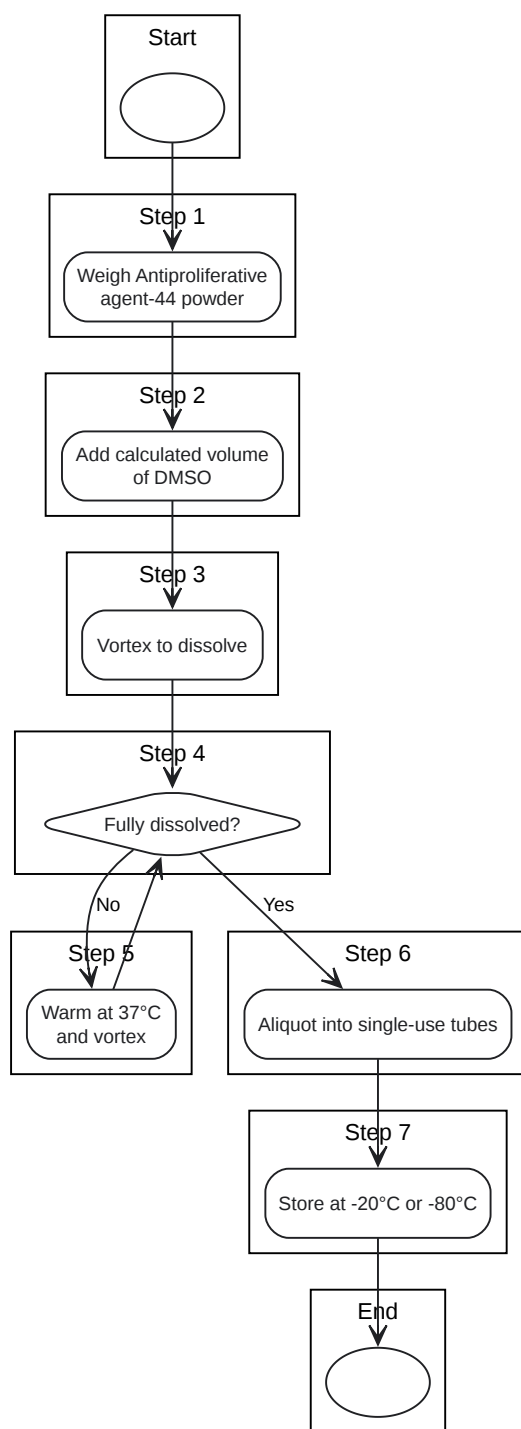 Start
Step 1
Weigh Antiproliferative
agent-44 powder
Step 2
Add calculated volume
of DMSO
Step 3
Vortex to dissolve
Step 4
Fully dissolved?
No
Yes
Step 5
Warm at 37°C
and vortex
Step 6
Aliquot into single-use tubes
Step 7
Store at -20°C or -80°C
End